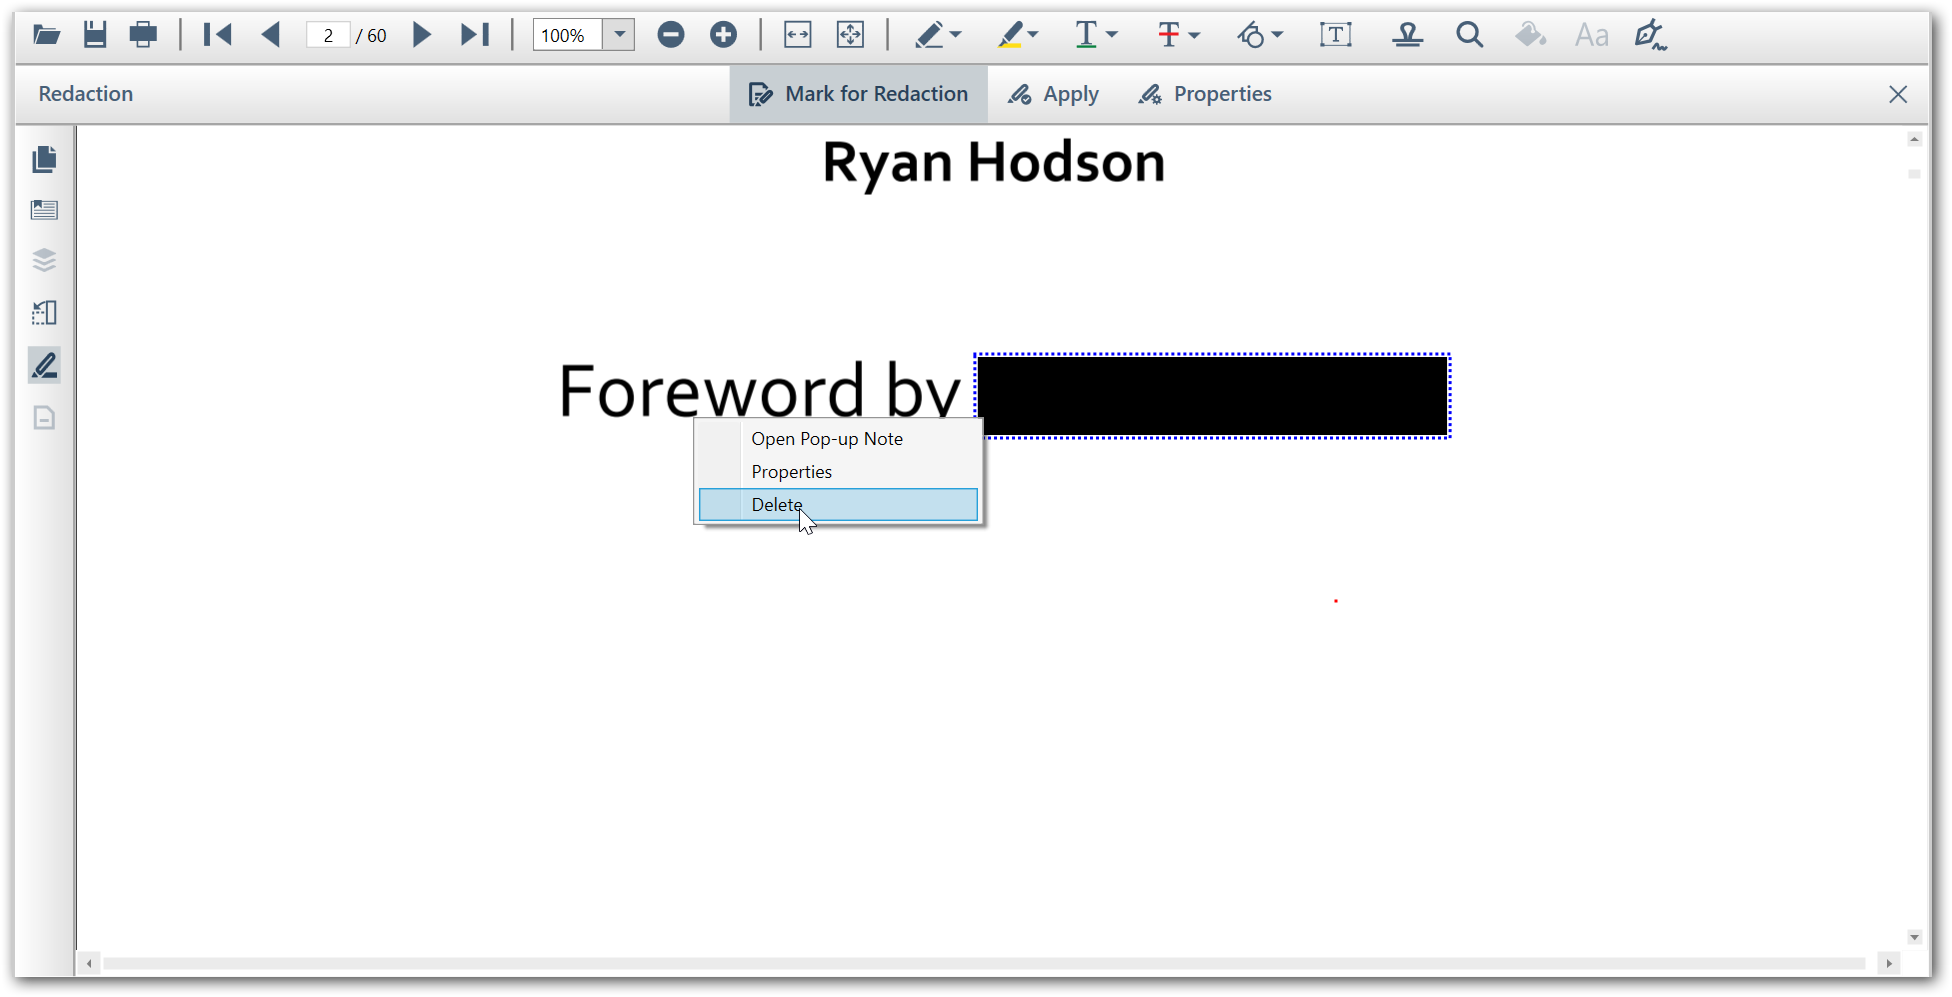 2 / 60 100% Aa
Redaction Mark for Redaction Apply Properties
Ryan Hodson
Foreword by
Open Pop-up Note
Properties
Delete